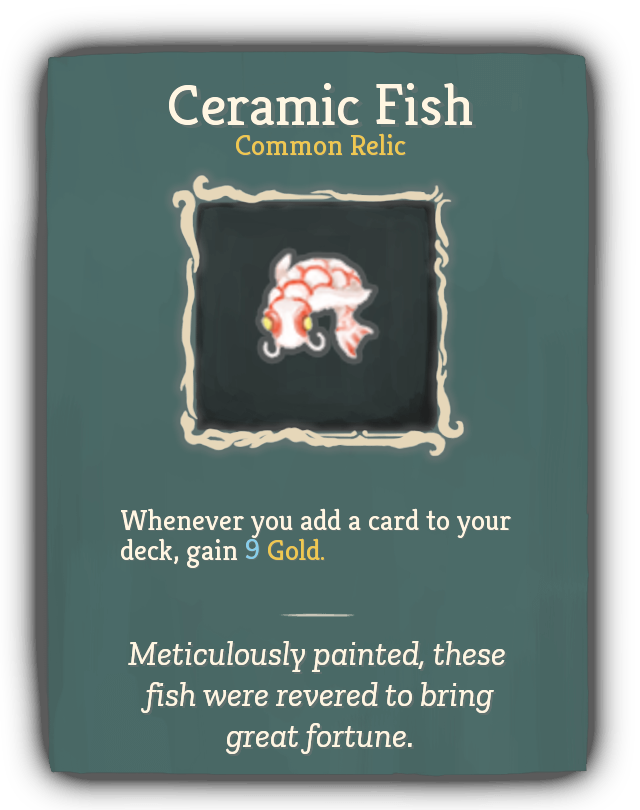 Ceramic Fish
Common Relic
Whenever you add a card to your
deck, gain 9 Gold.
Meticulously painted, these
fish were revered to bring
great fortune.